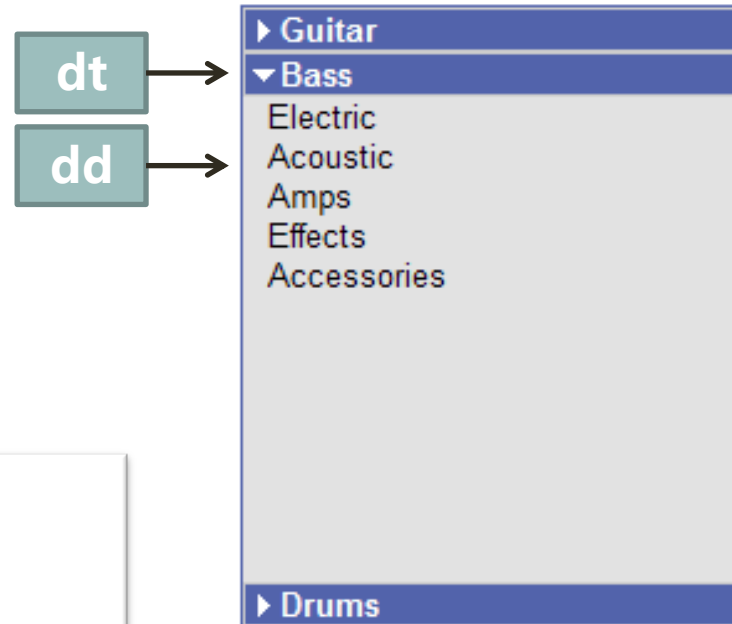 Guitar
dt
Bass
Electric
dd
Acoustic
Amps
Effects
Accessories
Drums